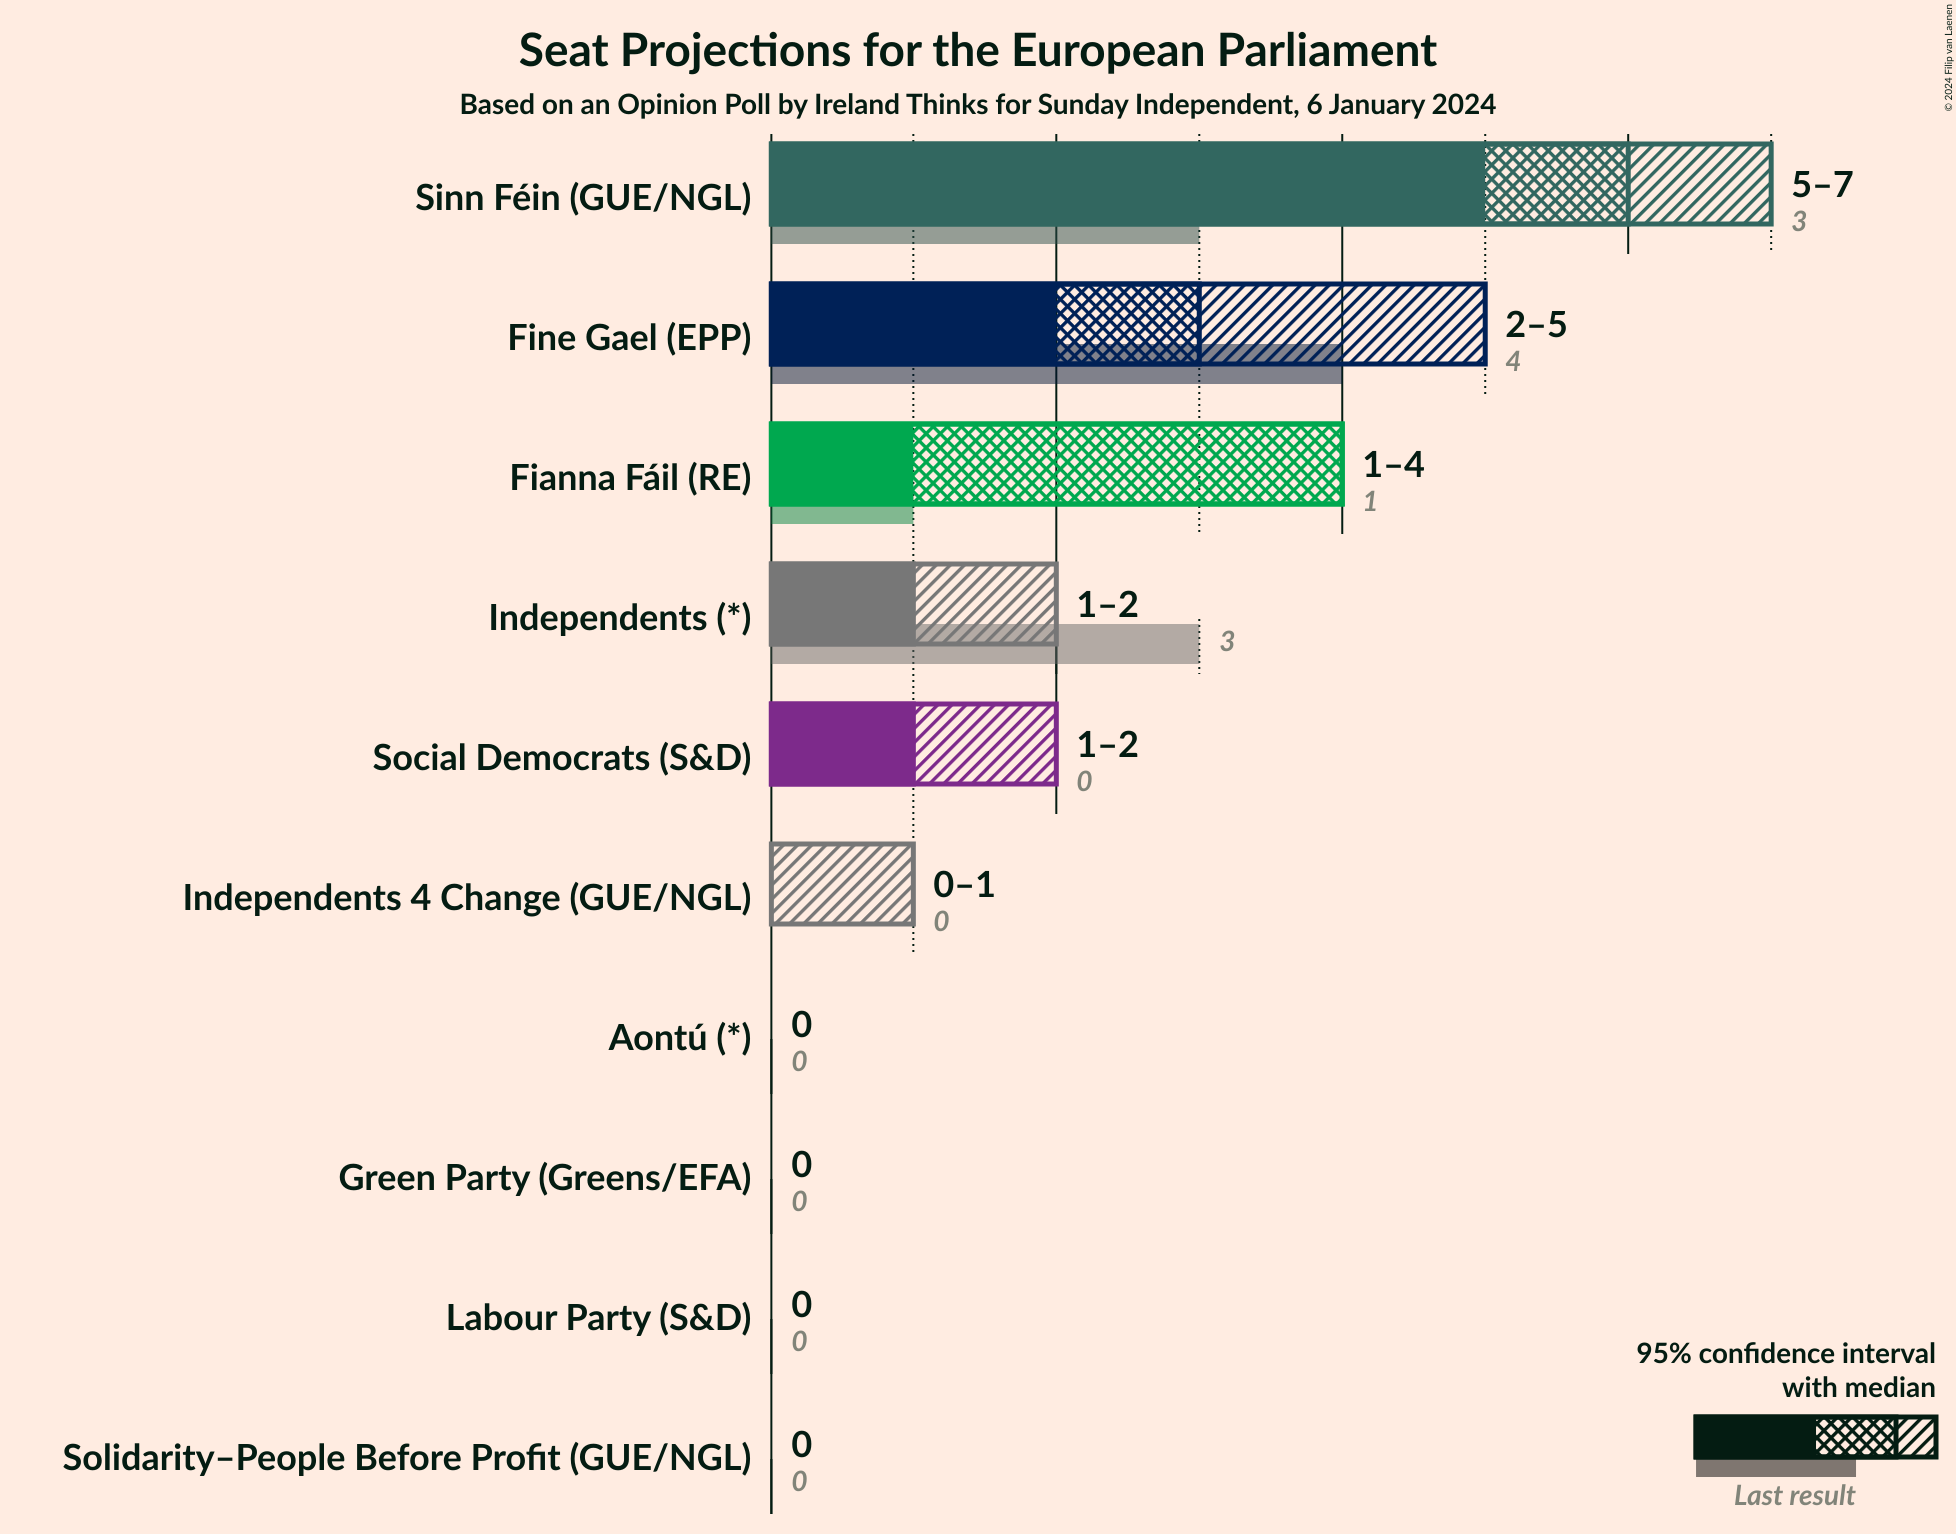 Seat Projections for the European Parliament
Based on an Opinion Poll by Ireland Thinks for Sunday Independent, 6 January 2024
© 2024 Filip van Laenen
Sinn Féin (GUE/NGL)
5–7
3
Fine Gael (EPP)
2–5
4
Fianna Fáil (RE)
1–4
1
Independents (*)
1–2
3
Social Democrats (S&D)
1–2
0
Independents 4 Change (GUE/NGL)
0–1
0
Aontú (*)
0
0
Green Party (Greens/EFA)
0
0
Labour Party (S&D)
0
0
Solidarity–People Before Profit (GUE/NGL)
0
0
95% confidence interval
with median
Last result